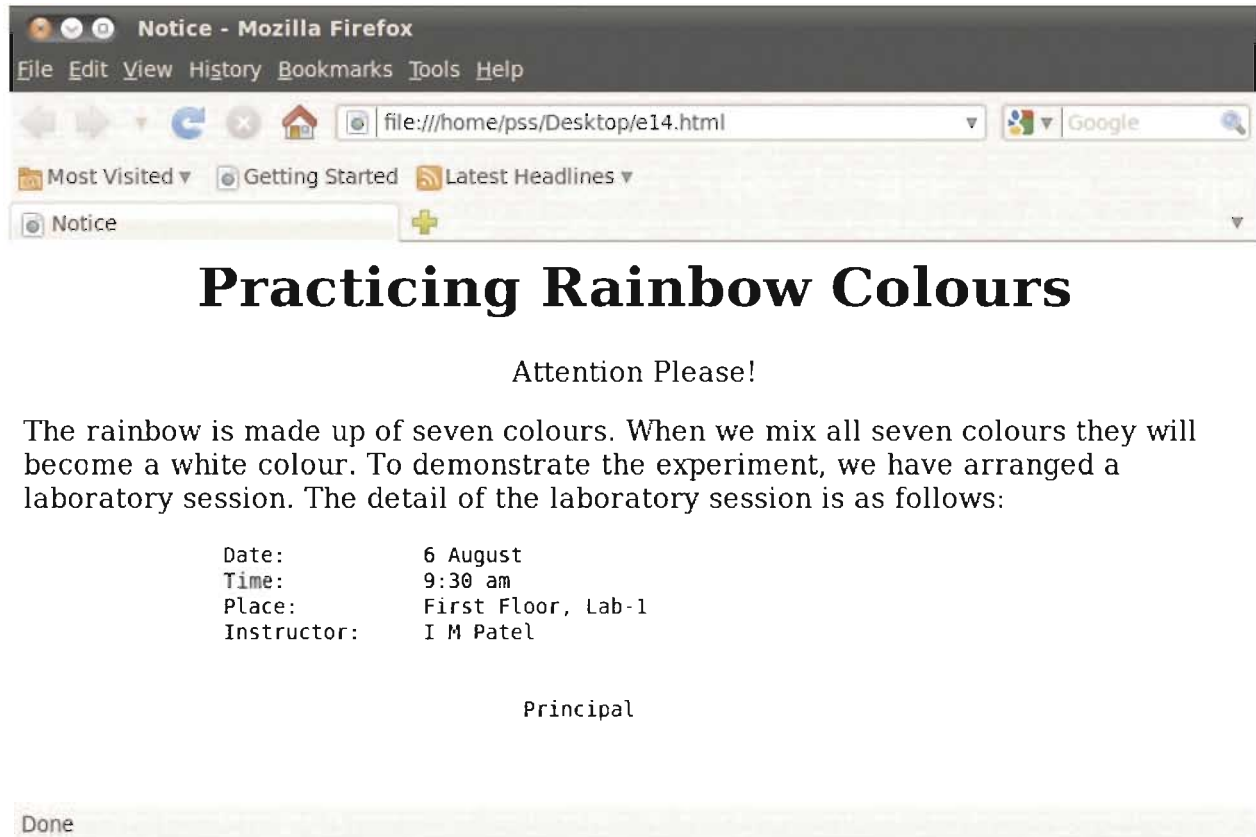 Notice - Mozilla Firefox
File Edit View History Bookmarks Tools Help
file:///home/pss/Desktop/e14.html Google
Most Visited Getting Started Latest Headlines
Notice
Practicing Rainbow Colours
Attention Please!
The rainbow is made up of seven colours. When we mix all seven colours they will
become a white colour. To demonstrate the experiment, we have arranged a
laboratory session. The detail of the laboratory session is as follows:
Date: 6 August
Time: 9:30 am
Place: First Floor, Lab-1
Instructor: I M Patel
Principal
Done